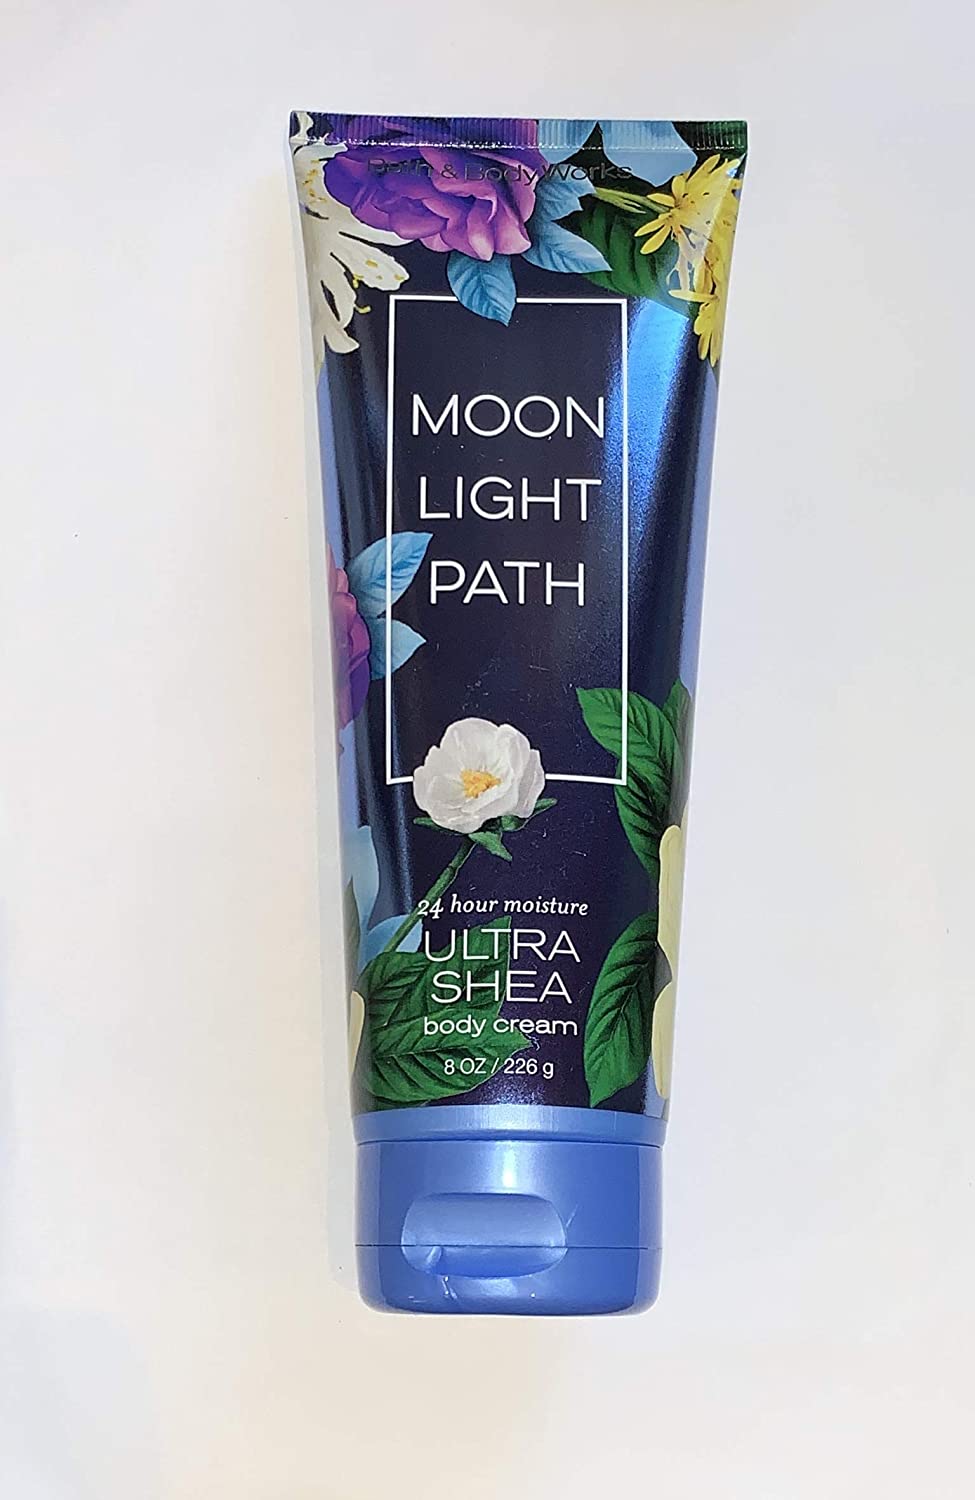 Bath & Body Works
MOON
LIGHT
PATH
24 hour moisture
ULTRA
SHEA
body cream
8 OZ / 226 g